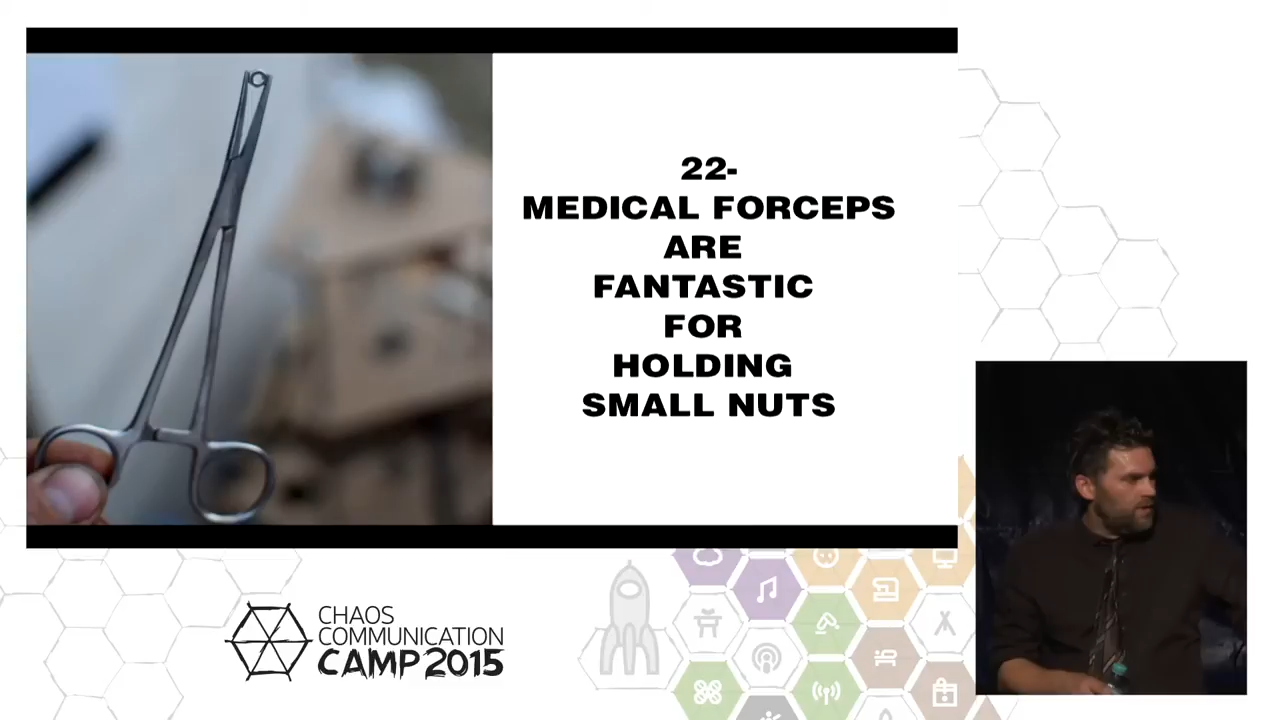 22-
MEDICAL FORCEPS
ARE
FANTASTIC
FOR
HOLDING
SMALL NUTS
CHAOS
COMMUNICATION
CAMP 2015